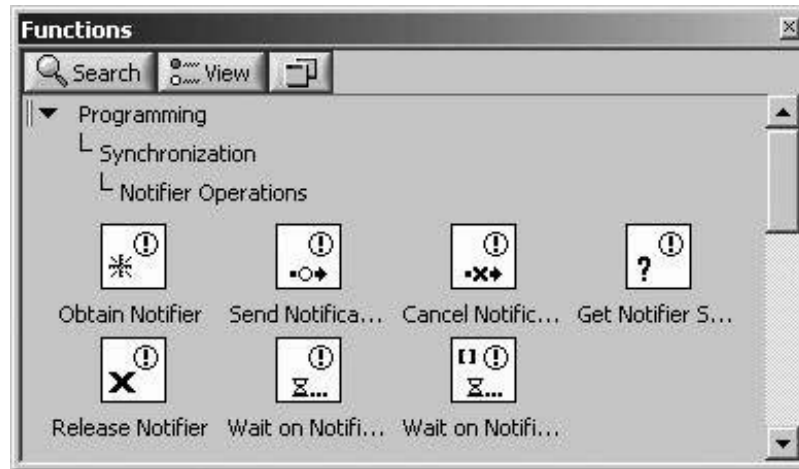 Functions
Search View
Programming
Synchronization
Notifier Operations
Obtain Notifier Send Notifica... Cancel Notific... Get Notifier S...
Release Notifier Wait on Notifi... Wait on Notifi...